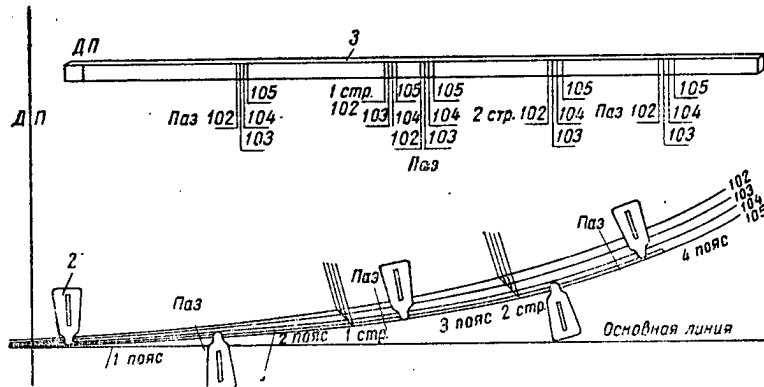 3
ДП
105
1 стр.
105
105
105
102
ДП
Паз 102
104
103
104
104
2 стр. 102
104
Паз 102
104
103
102
103
103
103
Паз
102
103
104
105
Паз
4 пояс
2
Паз
Паз
3 пояс
2 стр.
Основная линия
1 пояс
2 пояс
1 стр.